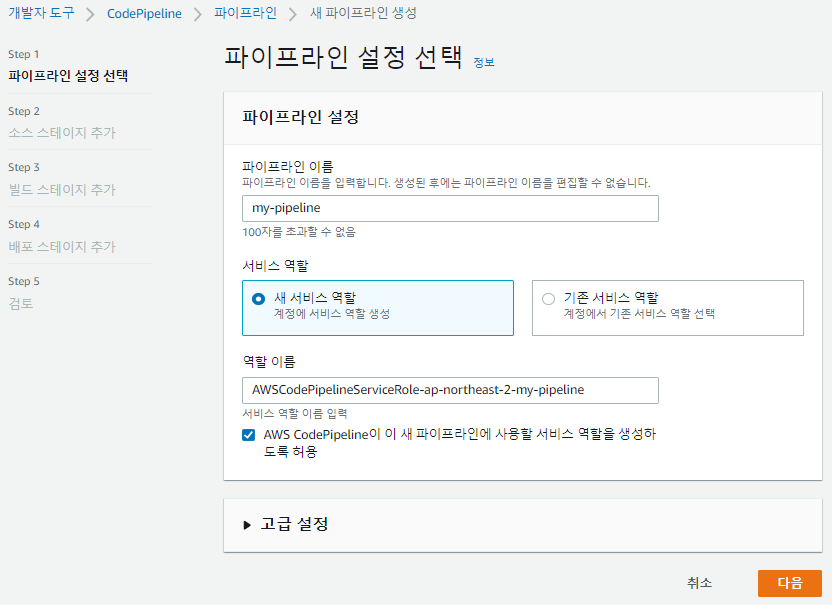 개발자 도구 > CodePipeline > 파이프라인 > 새 파이프라인 생성
Step 1
파이프라인 설정 선택
Step 2
소스 스테이지 추가
Step 3
빌드 스테이지 추가
Step 4
배포 스테이지 추가
Step 5
검토
파이프라인 설정 선택 정보
파이프라인 설정
파이프라인 이름
파이프라인 이름을 입력합니다. 생성된 후에는 파이프라인 이름을 편집할 수 없습니다.
my-pipeline
100자를 초과할 수 없음
서비스 역할
새 서비스 역할
계정에 서비스 역할 생성
기존 서비스 역할
계정에서 기존 서비스 역할 선택
역할 이름
AWSCodePipelineServiceRole-ap-northeast-2-my-pipeline
서비스 역할 이름 입력
AWS CodePipeline이 이 새 파이프라인에 사용할 서비스 역할을 생성하
도록 허용
고급 설정
취소
다음